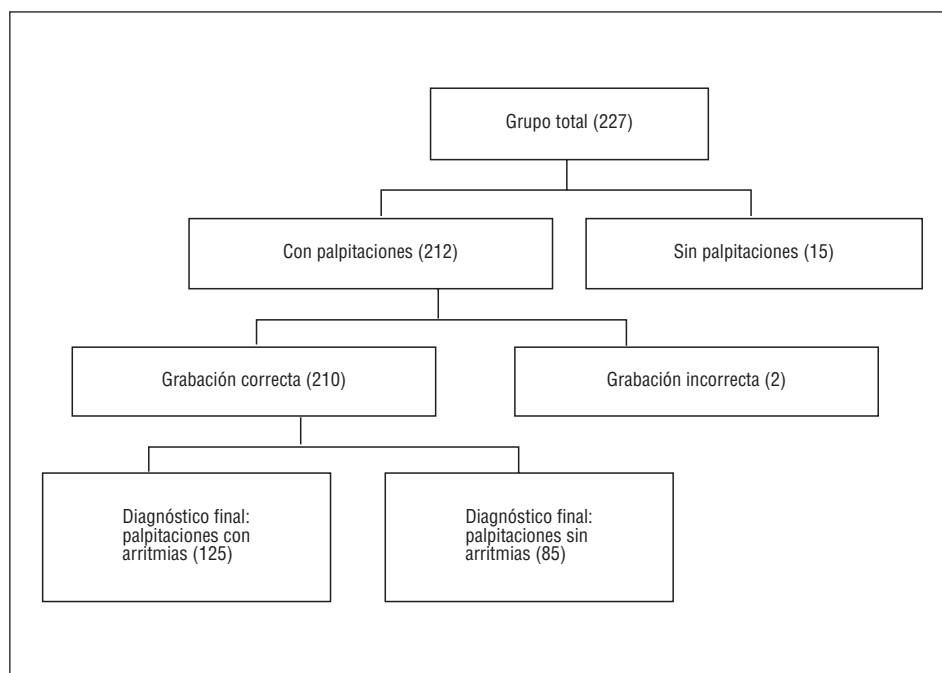 Grupo total (227)
Con palpitaciones (212)
Sin palpitaciones (15)
Grabación correcta (210)
Grabación incorrecta (2)
Diagnóstico final:
palpitaciones con
arritmias (125)
Diagnóstico final:
palpitaciones sin
arritmias (85)